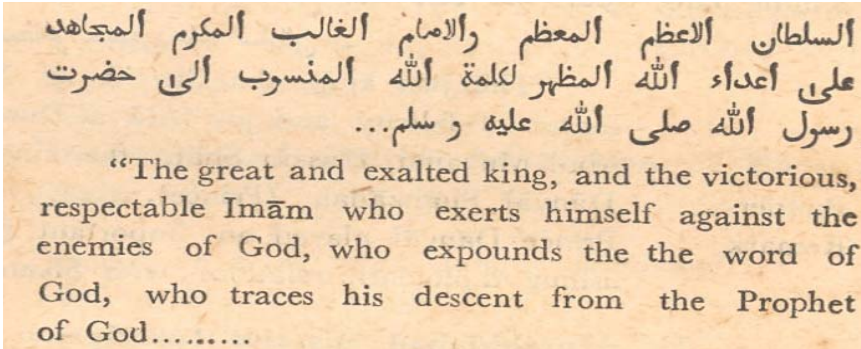 السلطان الاعظم المعظم والامام الغالب المكرم المجاهد
علىٰ أعداء الله المظهر لكلمة الله المنسوب الىٰ حضرت
رسول الله صلى الله عليه و سلم...
“The great and exalted king, and the victorious,
respectable Imām who exerts himself against the
enemies of God, who expounds the the word of
God, who traces his descent from the Prophet
of God.........